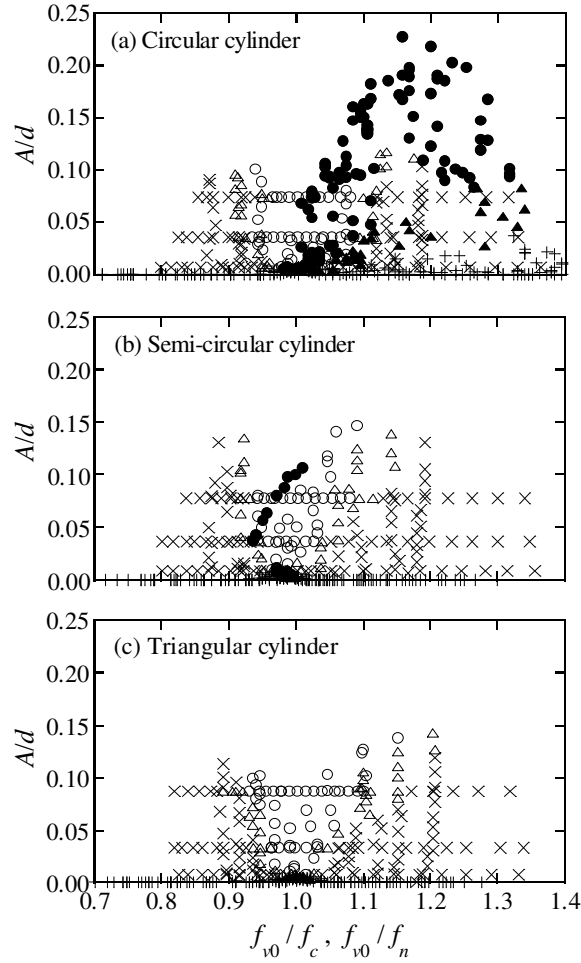 0.25
(a) Circular cylinder
0.20
0.15
A/d
0.10
0.05
0.00
0.25
(b) Semi-circular cylinder
0.20
0.15
A/d
0.10
0.05
0.00
0.25
(c) Triangular cylinder
0.20
0.15
A/d
0.10
0.05
0.00
0.7 0.8 0.9 1.0 1.1 1.2 1.3 1.4
f_{v0} / f_c , f_{v0} / f_n